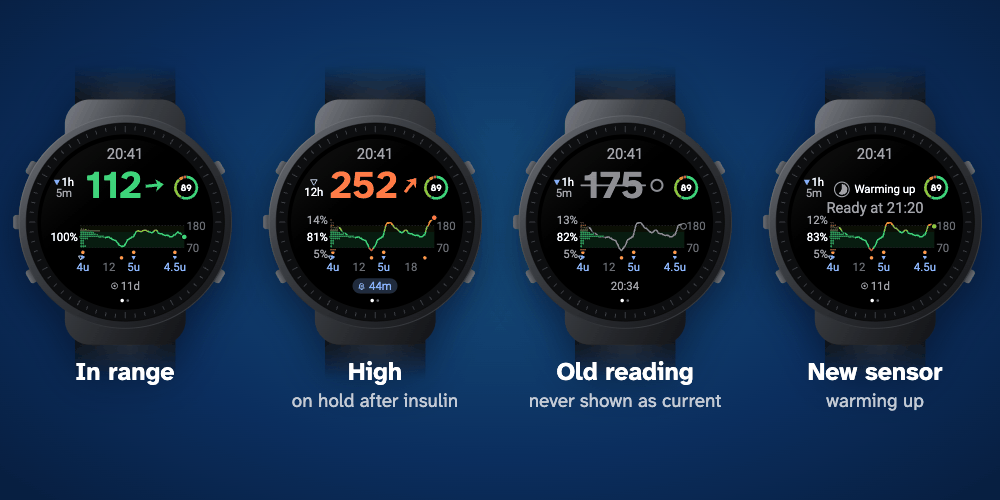 20:41
1h
5m
112
89
100%
180
70
4u 12 5u 4.5u
11d
In range
20:41
12h
252
89
14%
81%
5%
180
70
4u 5u 18
44m
High
on hold after insulin
20:41
1h
5m
175
89
13%
82%
5%
180
70
4u 12 5u 4.5u
20:34
Old reading
never shown as current
20:41
1h
5m
Warming up
89
Ready at 21:20
12%
83%
5%
180
70
4u 12 5u 4.5u
11d
New sensor
warming up